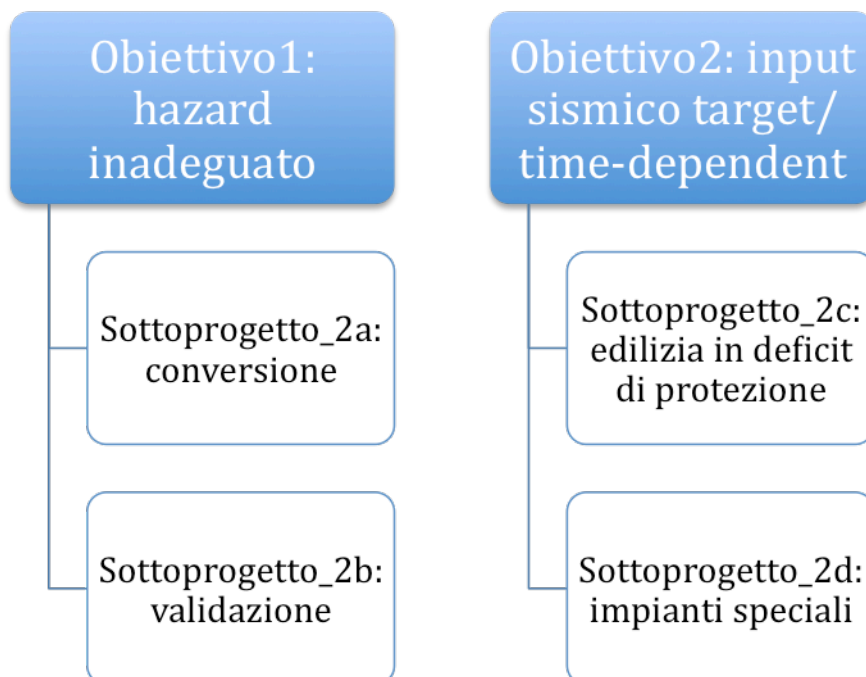 Obiettivo1:
hazard
inadeguato
Sottoprogetto_2a:
conversione
Sottoprogetto_2b:
validazione
Obiettivo2: input
sismico target/
time-dependent
Sottoprogetto_2c:
edilizia in deficit
di protezione
Sottoprogetto_2d:
impianti speciali